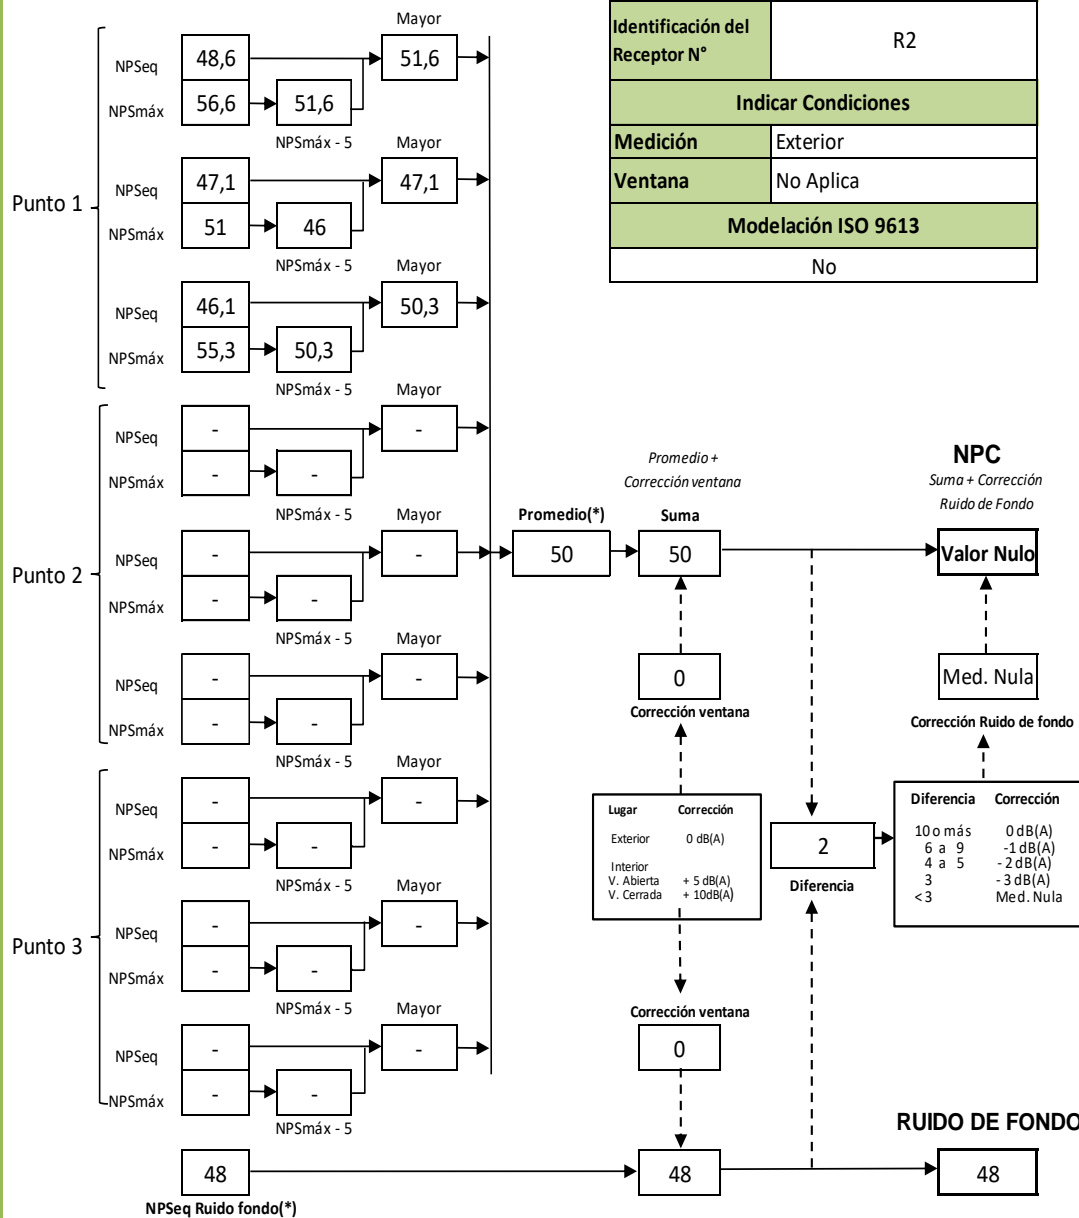 Identificación del
Receptor N°
R2
Indicar Condiciones
Medición Exterior
Ventana No Aplica
Modelación ISO 9613
No
Punto 1
Mayor
NPSeq 48,6 51,6
NPSmáx 56,6 51,6
NPSmáx - 5 Mayor
NPSeq 47,1 47,1
NPSmáx 51 46
NPSmáx - 5 Mayor
NPSeq 46,1 50,3
NPSmáx 55,3 50,3
NPSmáx - 5 Mayor
Punto 2
NPSeq - -
NPSmáx - -
NPSmáx - 5 Mayor
NPSeq - -
NPSmáx - -
NPSmáx - 5 Mayor
NPSeq - -
NPSmáx - -
NPSmáx - 5 Mayor
Punto 3
NPSeq - -
NPSmáx - -
NPSmáx - 5 Mayor
NPSeq - -
NPSmáx - -
NPSmáx - 5 Mayor
NPSeq - -
NPSmáx - -
NPSmáx - 5
48
NPSeq Ruido fondo(*)
Promedio(*)
50
Promedio +
Corrección ventana
Suma
50
0
Corrección ventana
Lugar Corrección
Exterior 0 dB(A)
Interior
V. Abierta + 5 dB(A)
V. Cerrada + 10dB(A)
Corrección ventana
0
48
2
Diferencia
NPC
Suma + Corrección
Ruido de Fondo
Valor Nulo
Med. Nula
Corrección Ruido de fondo
Diferencia Corrección
10 o más 0 dB(A)
6 a 9 -1 dB(A)
4 a 5 - 2 dB(A)
3 - 3 dB(A)
< 3 Med. Nula
RUIDO DE FONDO
48